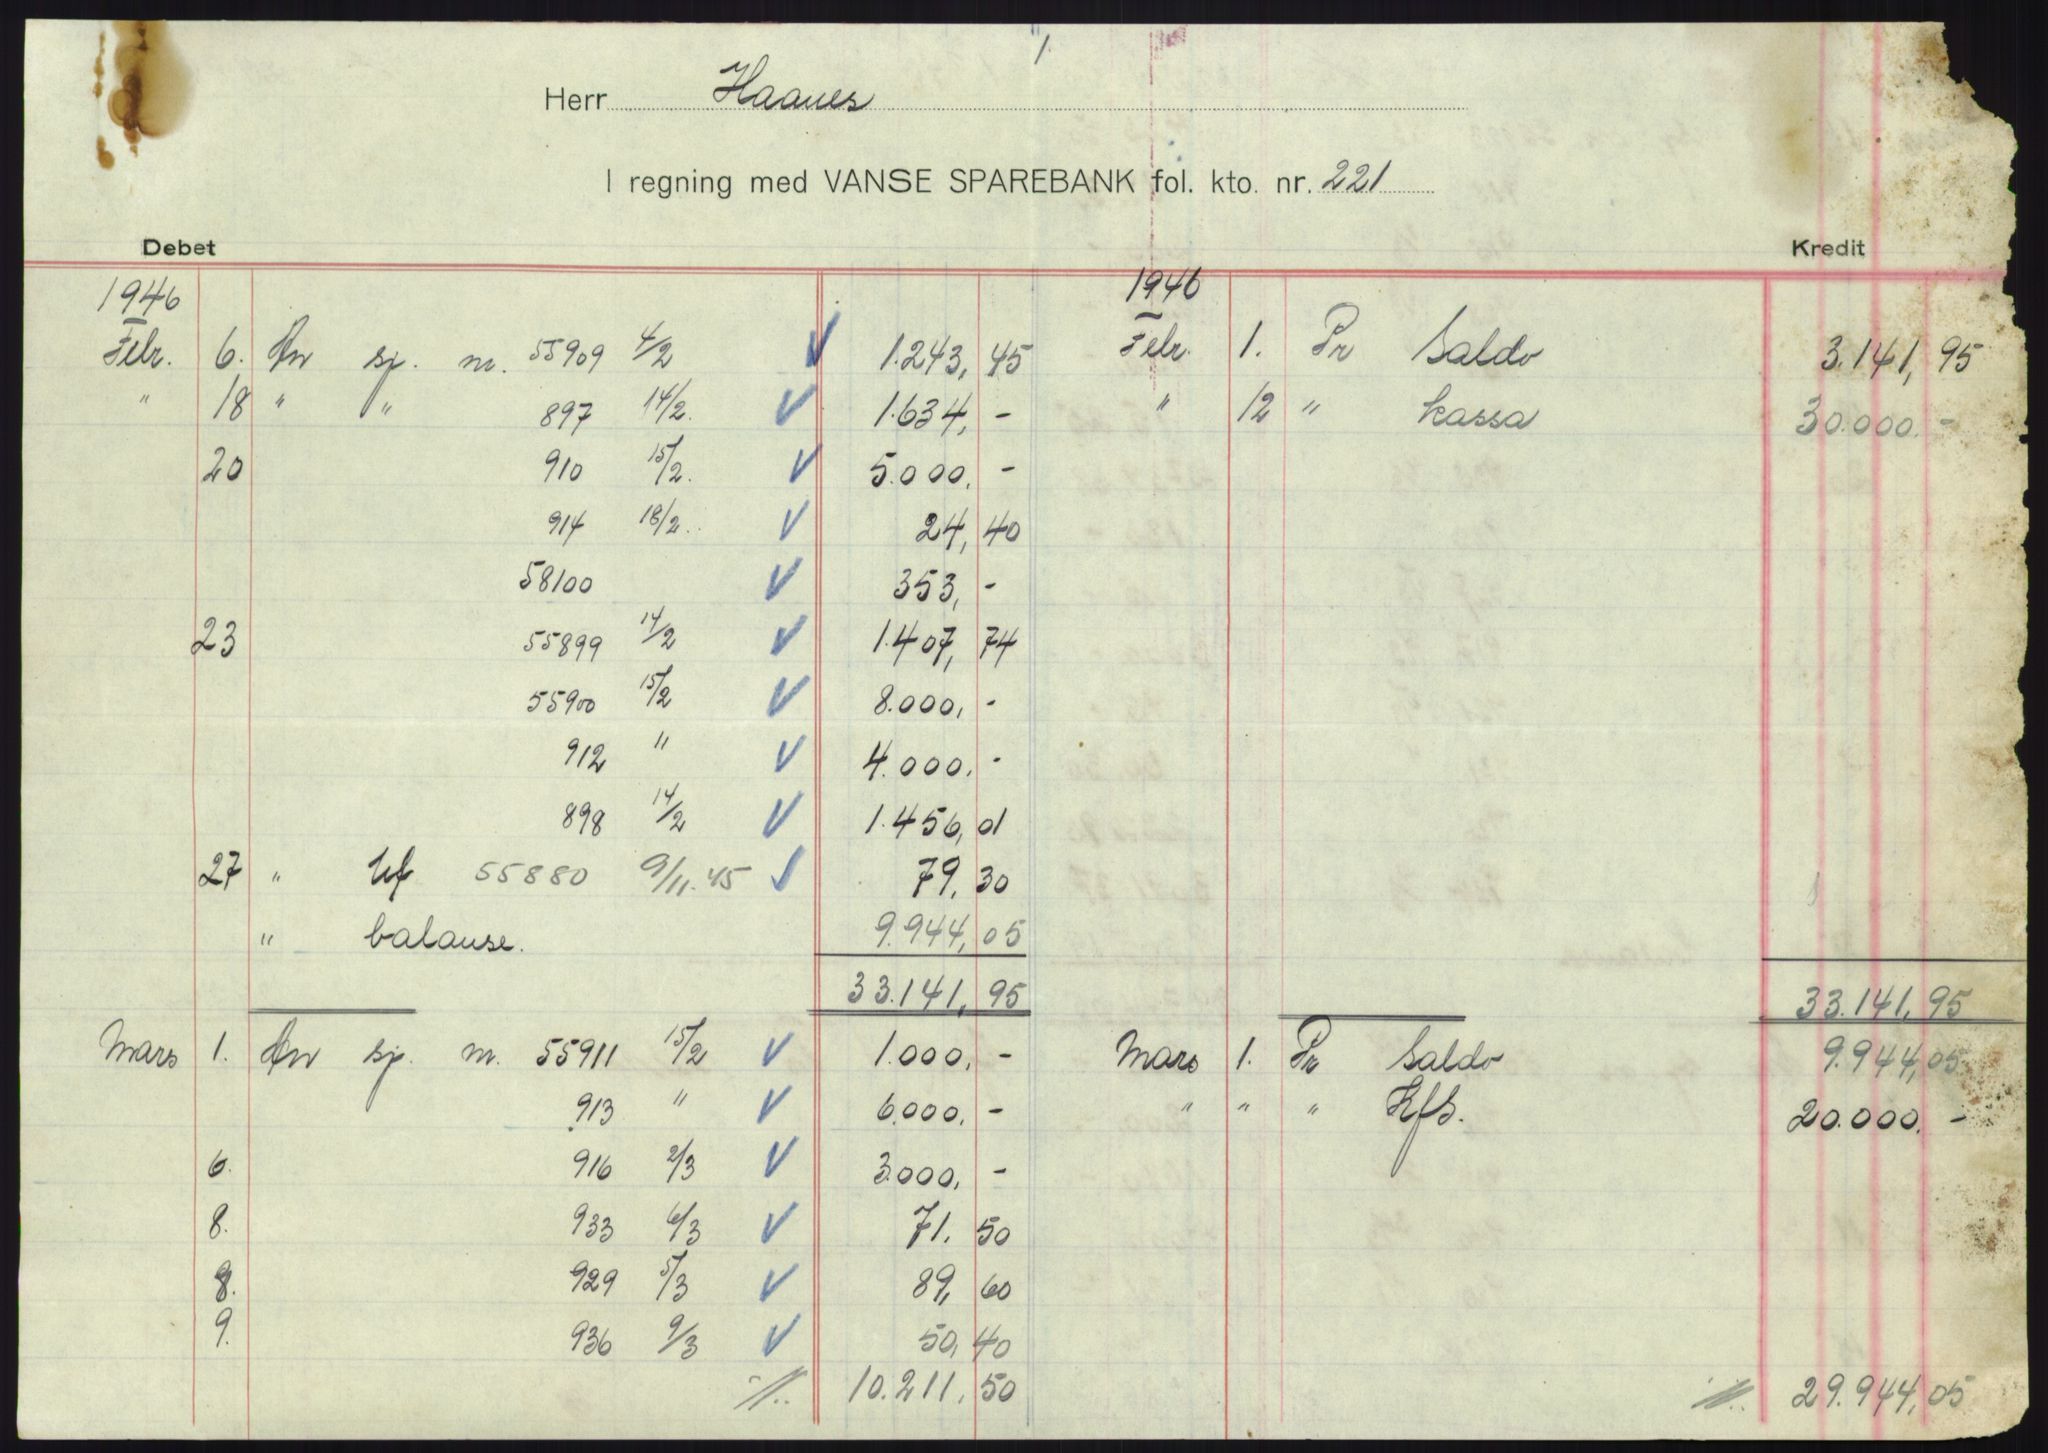 1
Herr Haanes
I regning med VANSE SPAREBANK fol. kto. nr. 221
Debet Kredit
1946 1946
Febr. 6. An sj. nr. 55909 4/2 1.243,45 Febr. 1. Pr Saldo 3.141,95
" 18 " " 897 14/2. 1.634,- " 12 " kassa 30.000.-
20 910 15/2. 5.000.-
914 18/2.. 24,40
58100 353,-
23 55899 14/2 1.407,74
55900 15/2 8.000,-
912 " 4.000.-
898 14/2 1.456,01
27 " 55880 9/11.45 79,30
" balanse. 9.944,05
33.141,95 33.141,95
Mars 1. An sj. nr. 55911 15/2 1.000,- Mars 1. Pr Saldo 9.944,05
913 " 6.000.- " " " 20.000.-
6. 916 2/3 3.000,-
8. 933 6/3 71.50
8. 929 5/3 89,60
9. 936 9/3 50,40
10.211,50 29.944,05